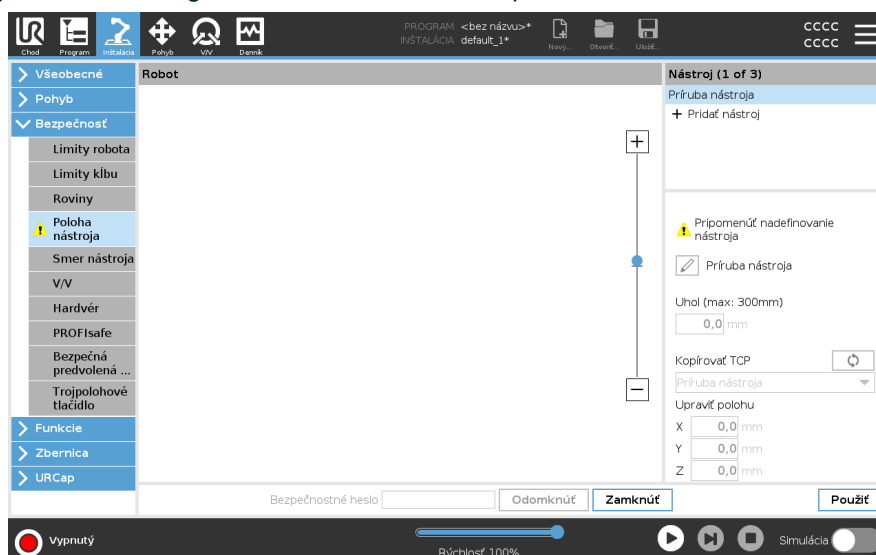 PROGRAM <bez názvu>*
INŠTALÁCIA default_1*
CCCC
CCCC
Chod Program Inštalácia Pohyb V/V Denník Nový... Otvoriť... Uložiť...
Všeobecné
Pohyb
Bezpečnosť
Limity robota
Limity kĺbu
Roviny
Poloha
nástroja
Smer nástroja
V/V
Hardvér
PROFIsafe
Bezpečná
predvolená ...
Trojpolohové
tlačidlo
Funkcie
Zbernica
URCap
Robot
Nástroj (1 of 3)
Príruba nástroja
+ Pridať nástroj
Pripomenúť nadefinovanie
nástroja
Príruba nástroja
Uhol (max: 300mm)
0,0 mm
Kopírovať TCP
Príruba nástroja
Upraviť polohu
X 0,0 mm
Y 0,0 mm
Z 0,0 mm
Bezpečnostné heslo Odomknúť Zamknúť Použiť
Vypnutý
Rýchlosť 100%
Simulácia